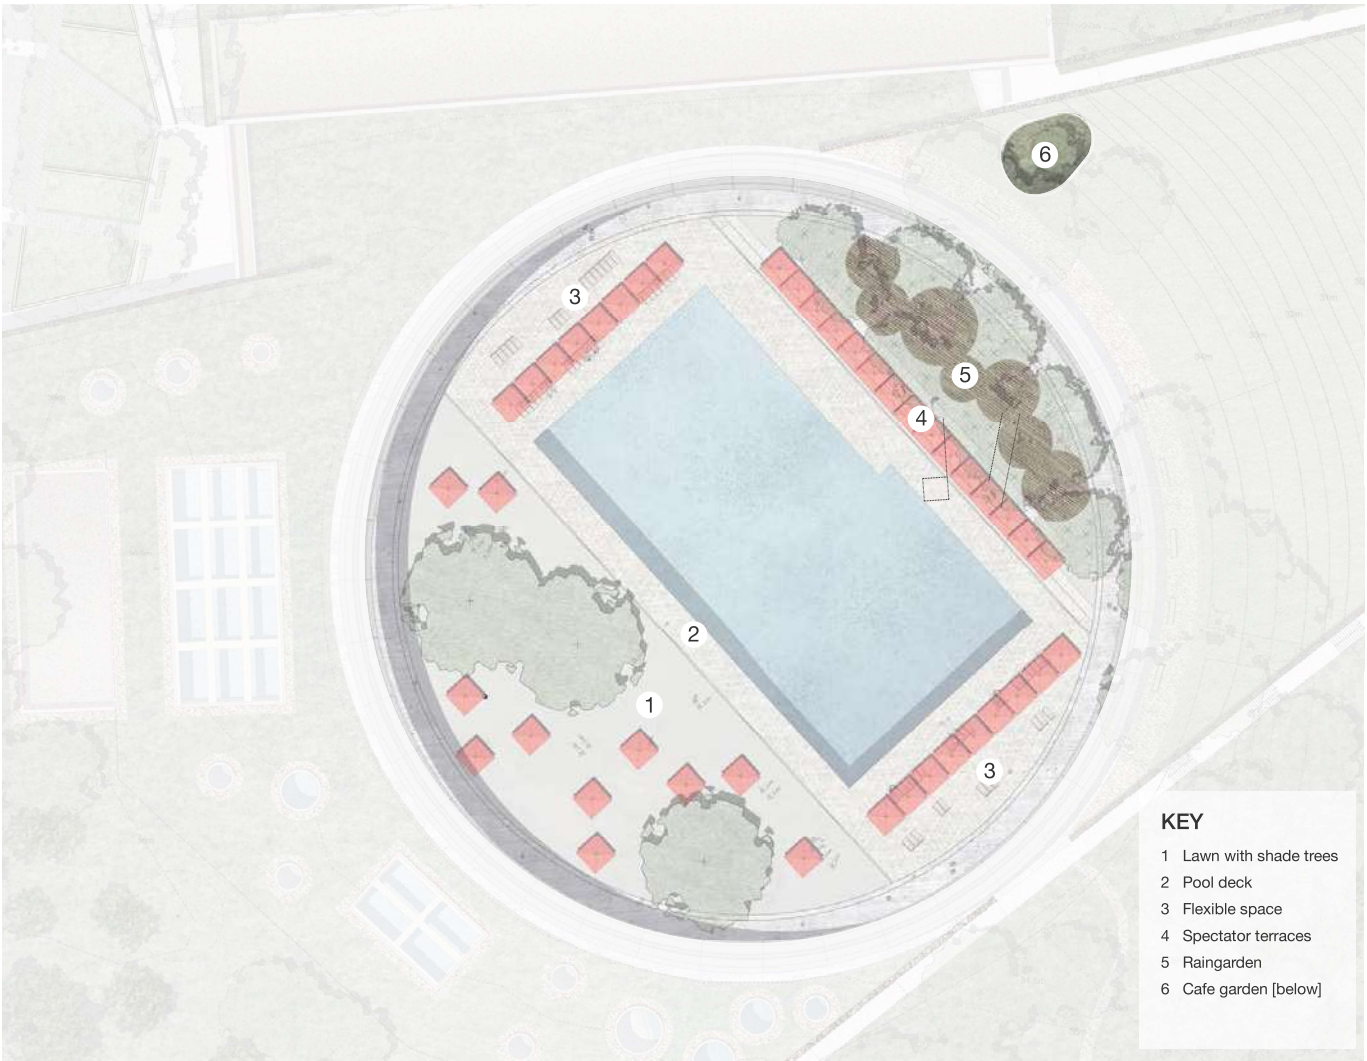 6
3
5
4
2
1
3
KEY
1 Lawn with shade trees
2 Pool deck
3 Flexible space
4 Spectator terraces
5 Raingarden
6 Cafe garden [below]